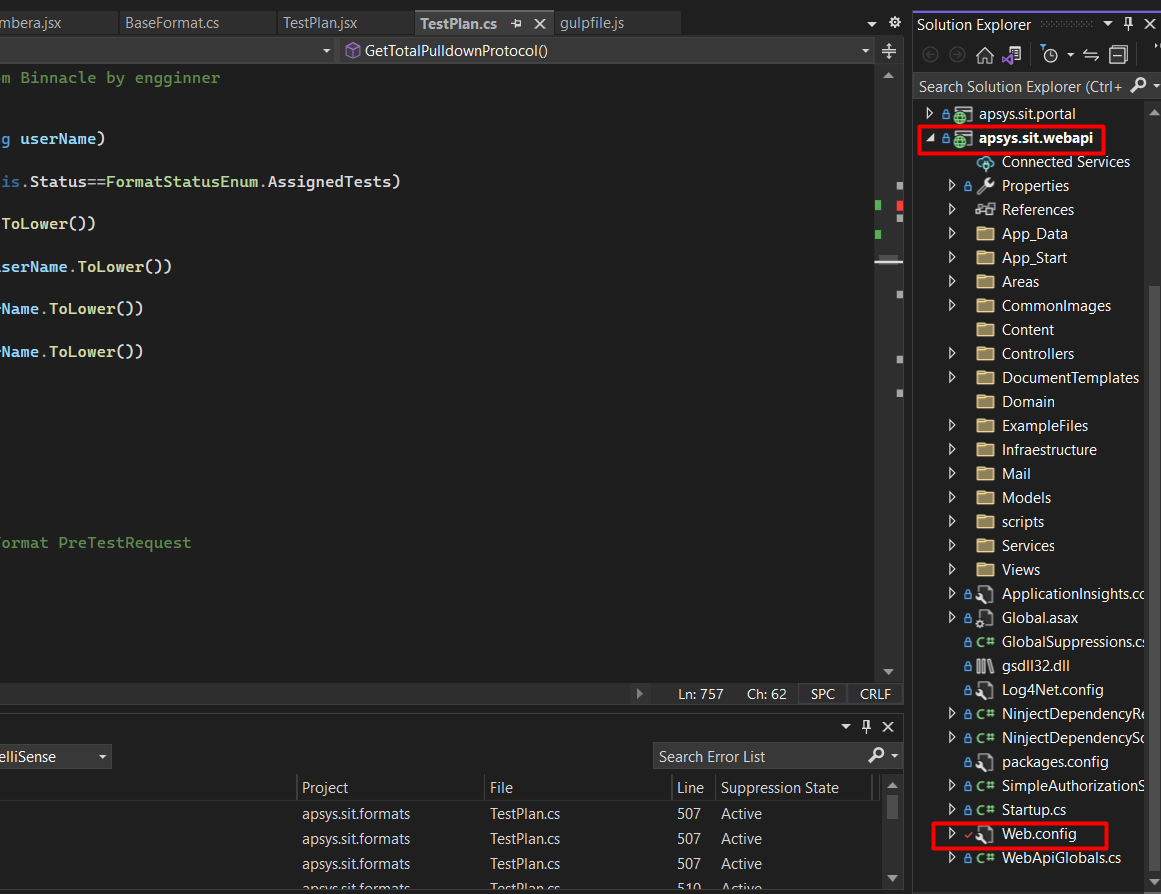 mbera.jsx BaseFormat.cs TestPlan.jsx TestPlan.cs gulpfile.js
GetTotalPulldownProtocol()
om Binnacle by engginner
g userName)
is.Status==FormatStatusEnum.AssignedTests)
ToLower())
serName.ToLower())
rName.ToLower())
rName.ToLower())
Format PreTestRequest
Ln: 757 Ch: 62 SPC CRLF
elliSense
Search Error List
Project File Line Suppression State
apsys.sit.formats TestPlan.cs 507 Active
apsys.sit.formats TestPlan.cs 507 Active
apsys.sit.formats TestPlan.cs 507 Active
apsys.sit.formats TestPlan.cs 510 Active
Solution Explorer
Search Solution Explorer (Ctrl+
apsys.sit.portal
apsys.sit.webapi
Connected Services
Properties
References
App_Data
App_Start
Areas
CommonImages
Content
Controllers
DocumentTemplates
Domain
ExampleFiles
Infraestructure
Mail
Models
scripts
Services
Views
ApplicationInsights.co
Global.asax
GlobalSuppressions.cs
gsdll32.dll
Log4Net.config
NinjectDependencyRe
NinjectDependencySc
packages.config
SimpleAuthorizationS
Startup.cs
Web.config
WebApiGlobals.cs